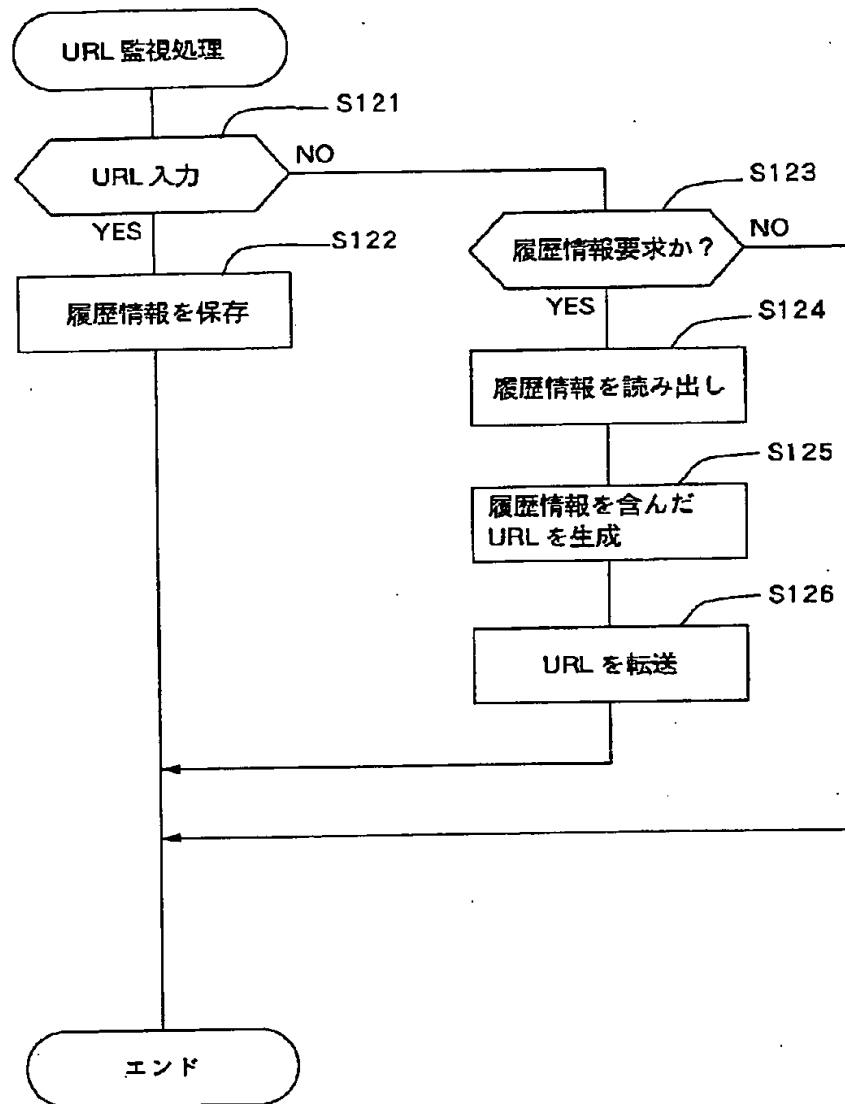 URL 監視処理
S121
URL 入力
NO
YES
S122
履歴情報を保存
S123
履歴情報要求か？
NO
YES
S124
履歴情報を読み出し
S125
履歴情報を含んだ
URL を生成
S126
URL を転送
エンド